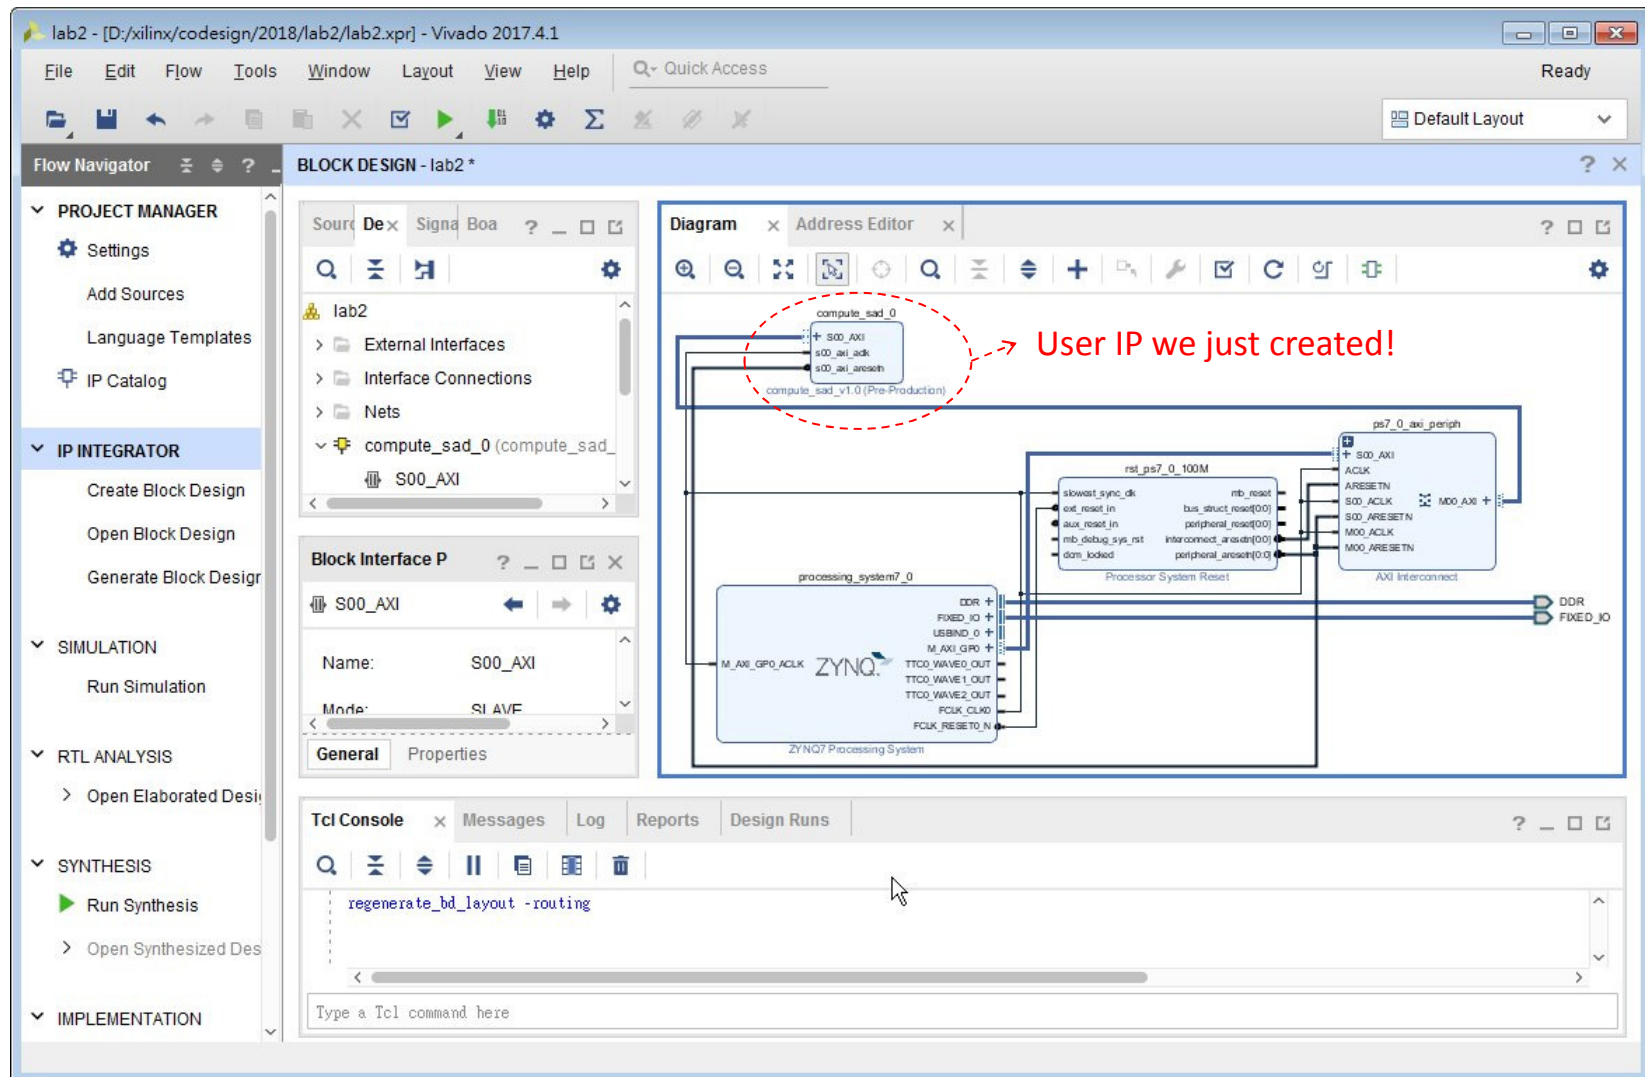 lab2 - [D:/xilinx/codesign/2018/lab2/lab2.xpr] - Vivado 2017.4.1
File Edit Flow Tools Window Layout View Help Quick Access Ready
Default Layout
Flow Navigator
BLOCK DESIGN - lab2 *
PROJECT MANAGER
Settings
Add Sources
Language Templates
IP Catalog
IP INTEGRATOR
Create Block Design
Open Block Design
Generate Block Desigr
SIMULATION
Run Simulation
RTL ANALYSIS
Open Elaborated Desi
SYNTHESIS
Run Synthesis
Open Synthesized Des
IMPLEMENTATION
Sourc De Signa Boa
lab2
External Interfaces
Interface Connections
Nets
compute_sad_0 (compute_sad_
S00_AXI
Block Interface P
S00_AXI
Name: S00_AXI
Mode: SLAVE
General Properties
Diagram Address Editor
compute_sad_0
S00_AXI
s00_axi_aclk
s00_axi_aresetn
compute_sad_v1.0 (Pre-Production)
User IP we just created!
ps7_0_axi_periph
S00_AXI
ACLK
ARESETN
S00_ACLK
M00_AXI
S00_ARESETN
M00_ACLK
M00_ARESETN
AXI Interconnect
rst_ps7_0_100M
slowest_sync_clk mb_reset
ext_reset_in bus_struct_reset[0:0]
aux_reset_in peripheral_reset[0:0]
mb_debug_sys_rst interconnect_aresetn[0:0]
dcm_locked peripheral_aresetn[0:0]
Processor System Reset
processing_system7_0
DDR
FIXED_IO
USBIND_0
M_AXI_GP0
M_AXI_GP0_ACLK
ZYNQ
TTC0_WAVE0_OUT
TTC0_WAVE1_OUT
TTC0_WAVE2_OUT
FCLK_CLK0
FCLK_RESET0_N
ZYNQ7 Processing System
DDR
FIXED_IO
Tcl Console Messages Log Reports Design Runs
regenerate_bd_layout -routing
Type a Tcl command here